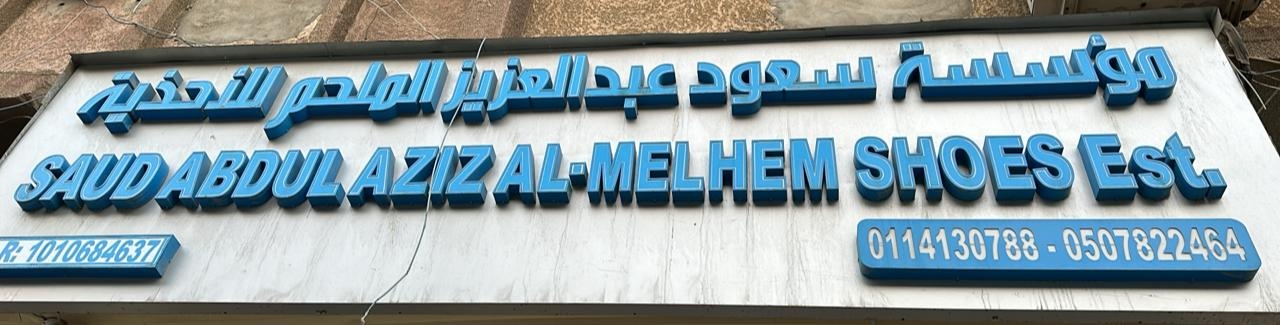 مؤسسة سعود عبدالعزيز الملحم للأحذية
SAUD ABDUL AZIZ AL-MELHEM SHOES Est.
R: 1010684637
0114130788 - 0507822464